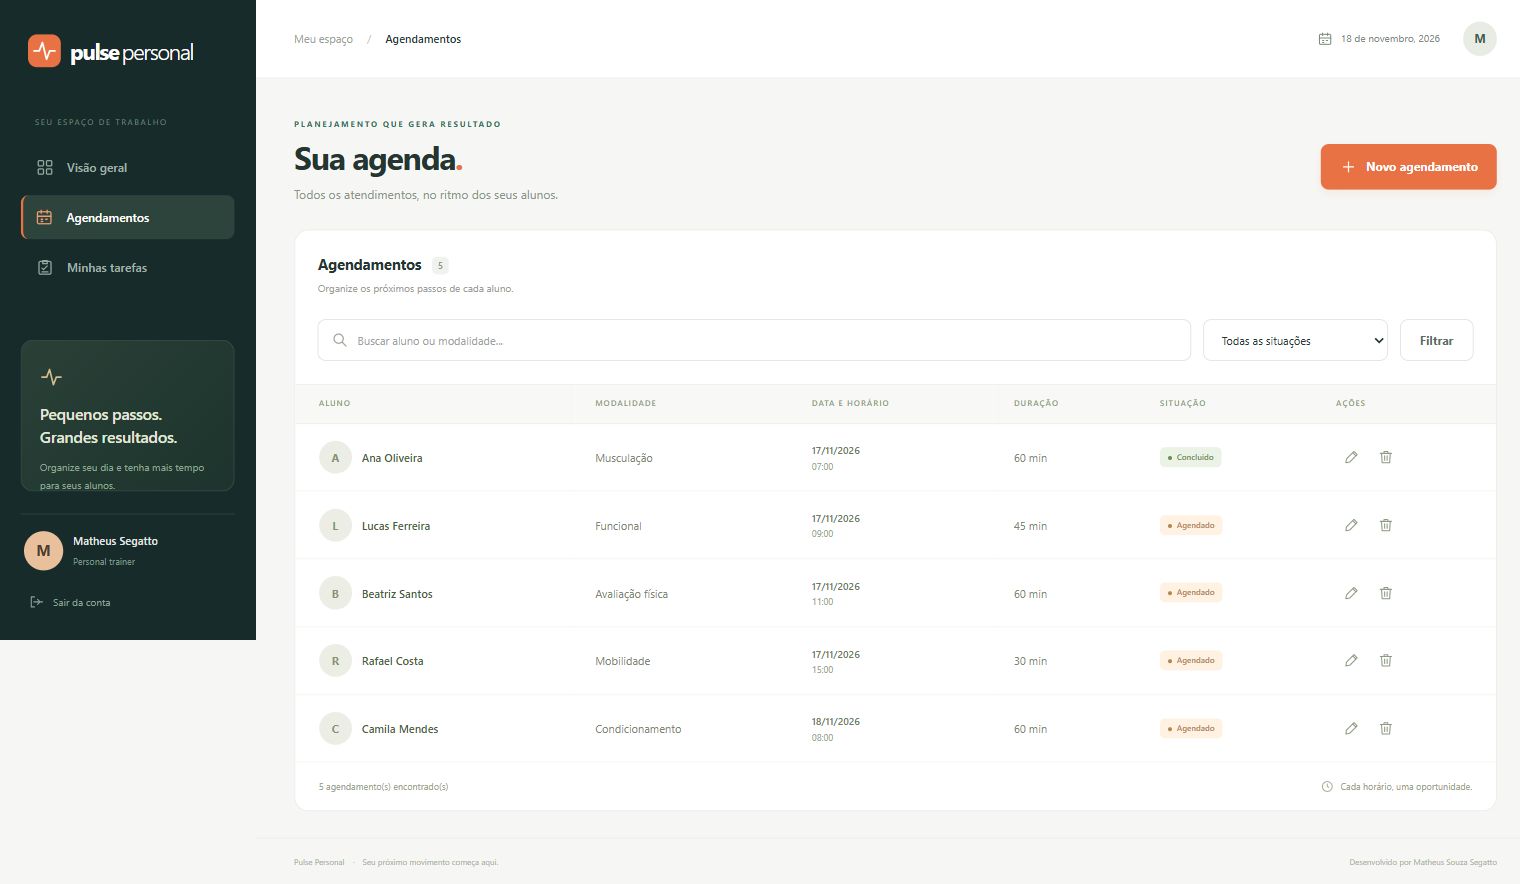 pulse personal
SEU ESPAÇO DE TRABALHO
Visão geral
Agendamentos
Minhas tarefas
Pequenos passos.
Grandes resultados.
Organize seu dia e tenha mais tempo
para seus alunos.
M
Matheus Segatto
Personal trainer
Sair da conta
Meu espaço / Agendamentos
18 de novembro, 2026
M
PLANEJAMENTO QUE GERA RESULTADO
Sua agenda.
Todos os atendimentos, no ritmo dos seus alunos.
+ Novo agendamento
Agendamentos 5
Organize os próximos passos de cada aluno.
Buscar aluno ou modalidade...
Todas as situações
Filtrar
ALUNO MODALIDADE DATA E HORÁRIO DURAÇÃO SITUAÇÃO AÇÕES
A Ana Oliveira Musculação 17/11/2026 60 min Concluído
07:00
L Lucas Ferreira Funcional 17/11/2026 45 min Agendado
09:00
B Beatriz Santos Avaliação física 17/11/2026 60 min Agendado
11:00
R Rafael Costa Mobilidade 17/11/2026 30 min Agendado
15:00
C Camila Mendes Condicionamento 18/11/2026 60 min Agendado
08:00
5 agendamento(s) encontrado(s)
Cada horário, uma oportunidade.
Pulse Personal · Seu próximo movimento começa aqui.
Desenvolvido por Matheus Souza Segatto